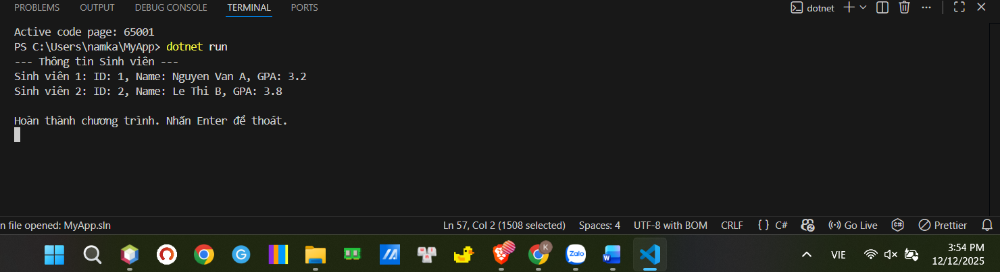 PROBLEMS OUTPUT DEBUG CONSOLE TERMINAL PORTS dotnet
Active code page: 65001
PS C:\Users\namka\MyApp> dotnet run
--- Thông tin Sinh viên ---
Sinh viên 1: ID: 1, Name: Nguyen Van A, GPA: 3.2
Sinh viên 2: ID: 2, Name: Le Thi B, GPA: 3.8
Hoàn thành chương trình. Nhấn Enter để thoát.
n file opened: MyApp.sln Ln 57, Col 2 (1508 selected) Spaces: 4 UTF-8 with BOM CRLF {} C# Go Live Prettier
K Zalo W VIE 3:54 PM
12/12/2025